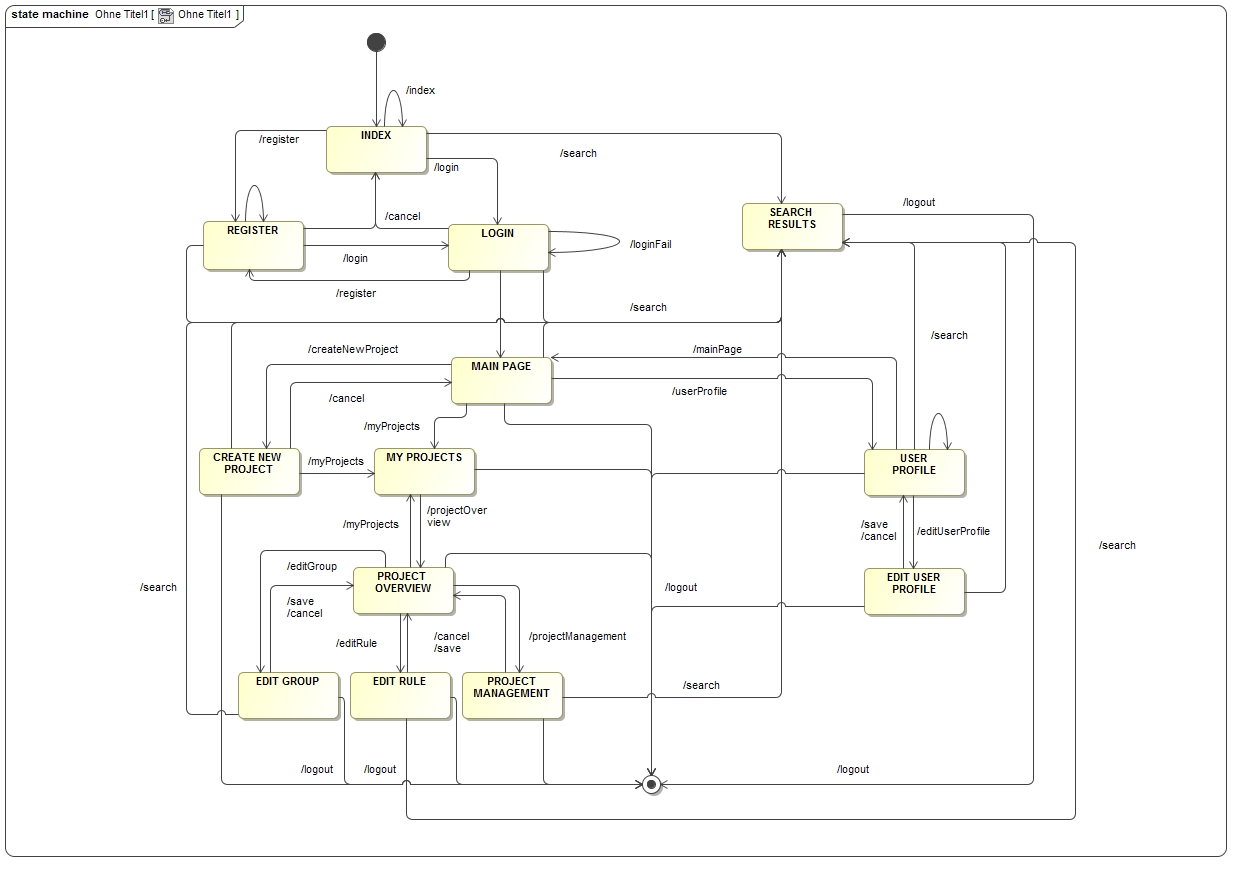 state machine Ohne Titel1 [ Ohne Titel1 ]
/index
INDEX
/register
/search
/login
/logout
SEARCH
RESULTS
/cancel
REGISTER
LOGIN
/loginFail
/login
/register
/search
/search
/createNewProject
/mainPage
MAIN PAGE
/userProfile
/cancel
/myProjects
CREATE NEW
PROJECT
/myProjects
MY PROJECTS
USER
PROFILE
/myProjects
/projectOver
view
/save
/cancel
/editUserProfile
/search
/editGroup
PROJECT
OVERVIEW
EDIT USER
PROFILE
/search
/save
/cancel
/logout
/editRule
/cancel
/save
/projectManagement
EDIT GROUP
EDIT RULE
PROJECT
MANAGEMENT
/search
/logout
/logout
/logout